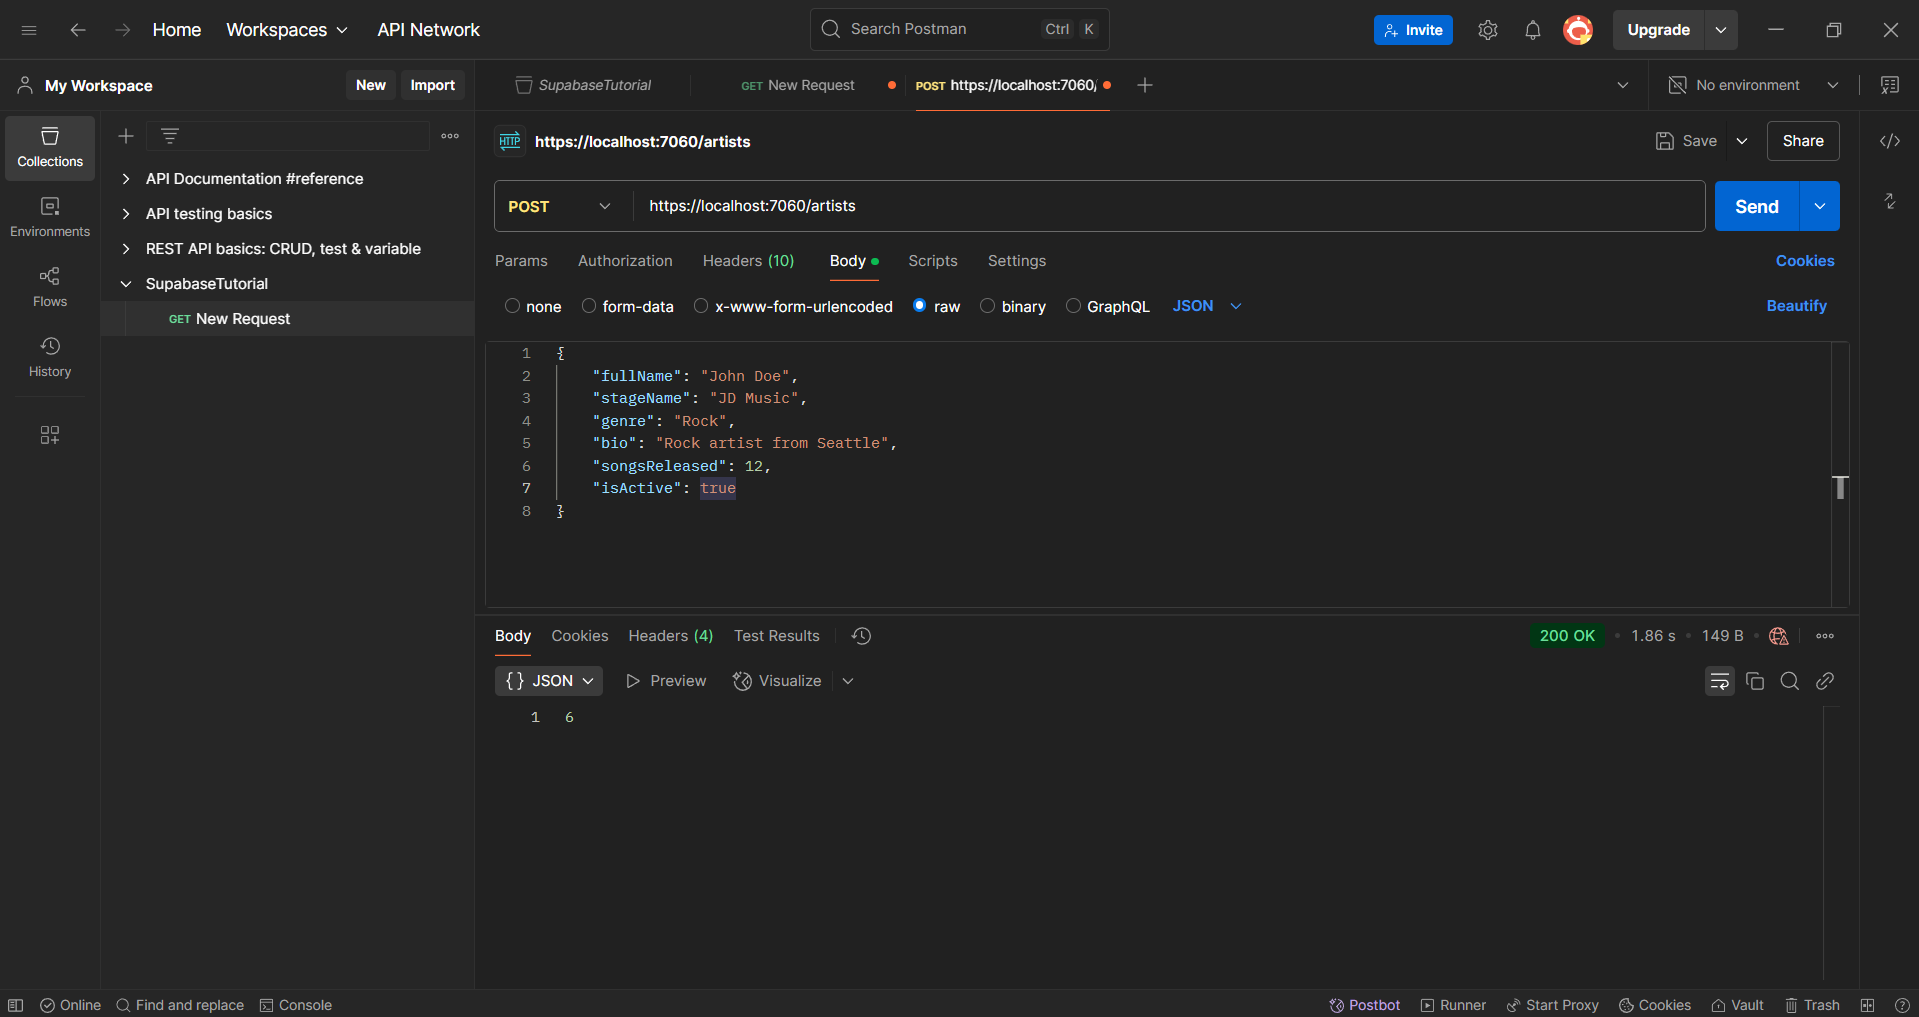 Home Workspaces API Network Search Postman Ctrl K Invite Upgrade
My Workspace New Import SupabaseTutorial GET New Request POST https://localhost:7060/ No environment
Collections
Environments
Flows
History
API Documentation #reference
API testing basics
REST API basics: CRUD, test & variable
SupabaseTutorial
GET New Request
HTTP https://localhost:7060/artists Save Share
POST https://localhost:7060/artists Send
Params Authorization Headers (10) Body Scripts Settings Cookies
none form-data x-www-form-urlencoded raw binary GraphQL JSON Beautify
1 {
2 "fullName": "John Doe",
3 "stageName": "JD Music",
4 "genre": "Rock",
5 "bio": "Rock artist from Seattle",
6 "songsReleased": 12,
7 "isActive": true
8 }
Body Cookies Headers (4) Test Results 200 OK • 1.86 s • 149 B •
{} JSON Preview Visualize
1 6
Online Find and replace Console Postbot Runner Start Proxy Cookies Vault Trash